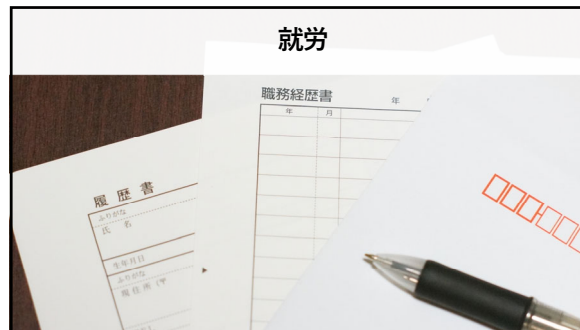 就労
職務経歴書
年
年 月
履歴書
ふりがな
氏 名
生年月日
ふりがな
現住所（〒